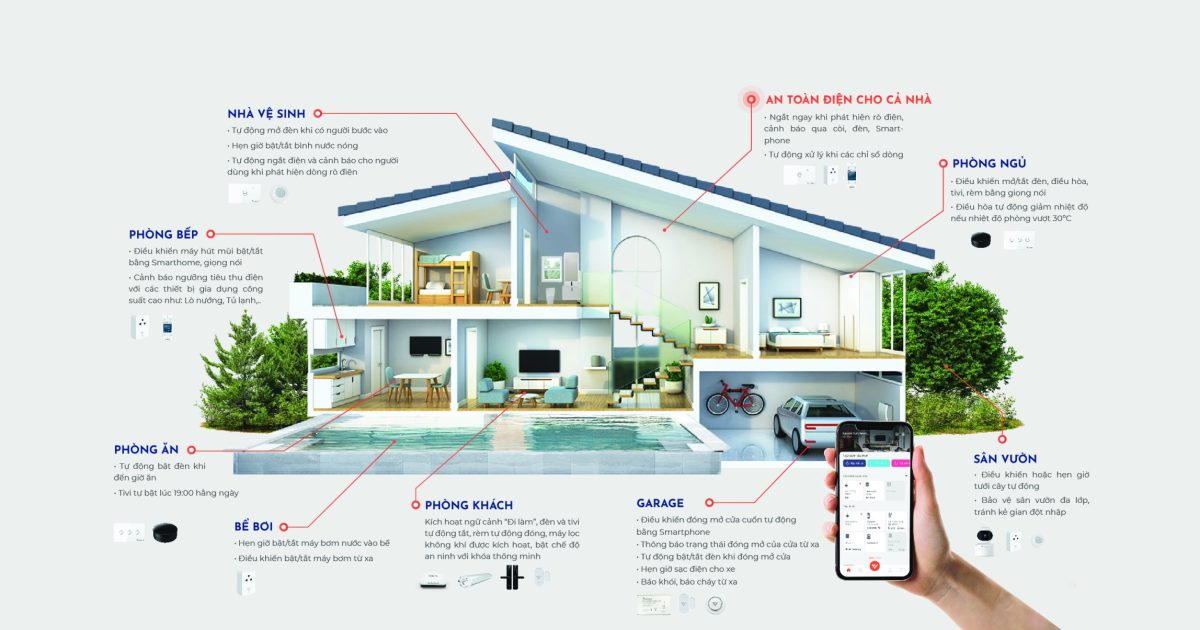 NHÀ VỆ SINH
• Tự động mở đèn khi có người bước vào
• Hẹn giờ bật/tắt bình nước nóng
• Tự động ngắt điện và cảnh báo cho người
dùng khi phát hiện dòng rò điện
AN TOÀN ĐIỆN CHO CẢ NHÀ
• Ngắt ngay khi phát hiện rò điện,
cảnh báo qua còi, đèn, Smart-
phone
• Tự động xử lý khi các chỉ số dòng
PHÒNG NGỦ
• Điều khiển mở/tắt đèn, điều hòa,
tivi, rèm bằng giọng nói
• Điều hòa tự động giảm nhiệt độ
nếu nhiệt độ phòng vượt 30°C
PHÒNG BẾP
• Điều khiển máy hút mùi bật/tắt
bằng Smarthome, giọng nói
• Cảnh báo ngưỡng tiêu thụ điện
với các thiết bị gia dụng công
suất cao như: Lò nướng, Tủ lạnh,..
PHÒNG ĂN
• Tự động bật đèn khi
đến giờ ăn
• Tivi tự bật lúc 19:00 hằng ngày
BỂ BƠI
• Hẹn giờ bật/tắt máy bơm nước vào bể
• Điều khiển bật/tắt máy bơm từ xa
PHÒNG KHÁCH
Kích hoạt ngữ cảnh “Đi làm”, đèn và tivi
tự động tắt, rèm tự động đóng, máy lọc
không khí được kích hoạt, bật chế độ
an ninh với khóa thông minh
GARAGE
• Điều khiển đóng mở cửa cuốn tự động
bằng Smartphone
• Thông báo trạng thái đóng mở của cửa từ xa
• Tự động bật/tắt đèn khi đóng mở cửa
• Hẹn giờ sạc điện cho xe
• Báo khói, báo cháy từ xa
SÂN VƯỜN
• Điều khiển hoặc hẹn giờ
tưới cây tự động
• Bảo vệ sân vườn đa lớp,
tránh kẻ gian đột nhập